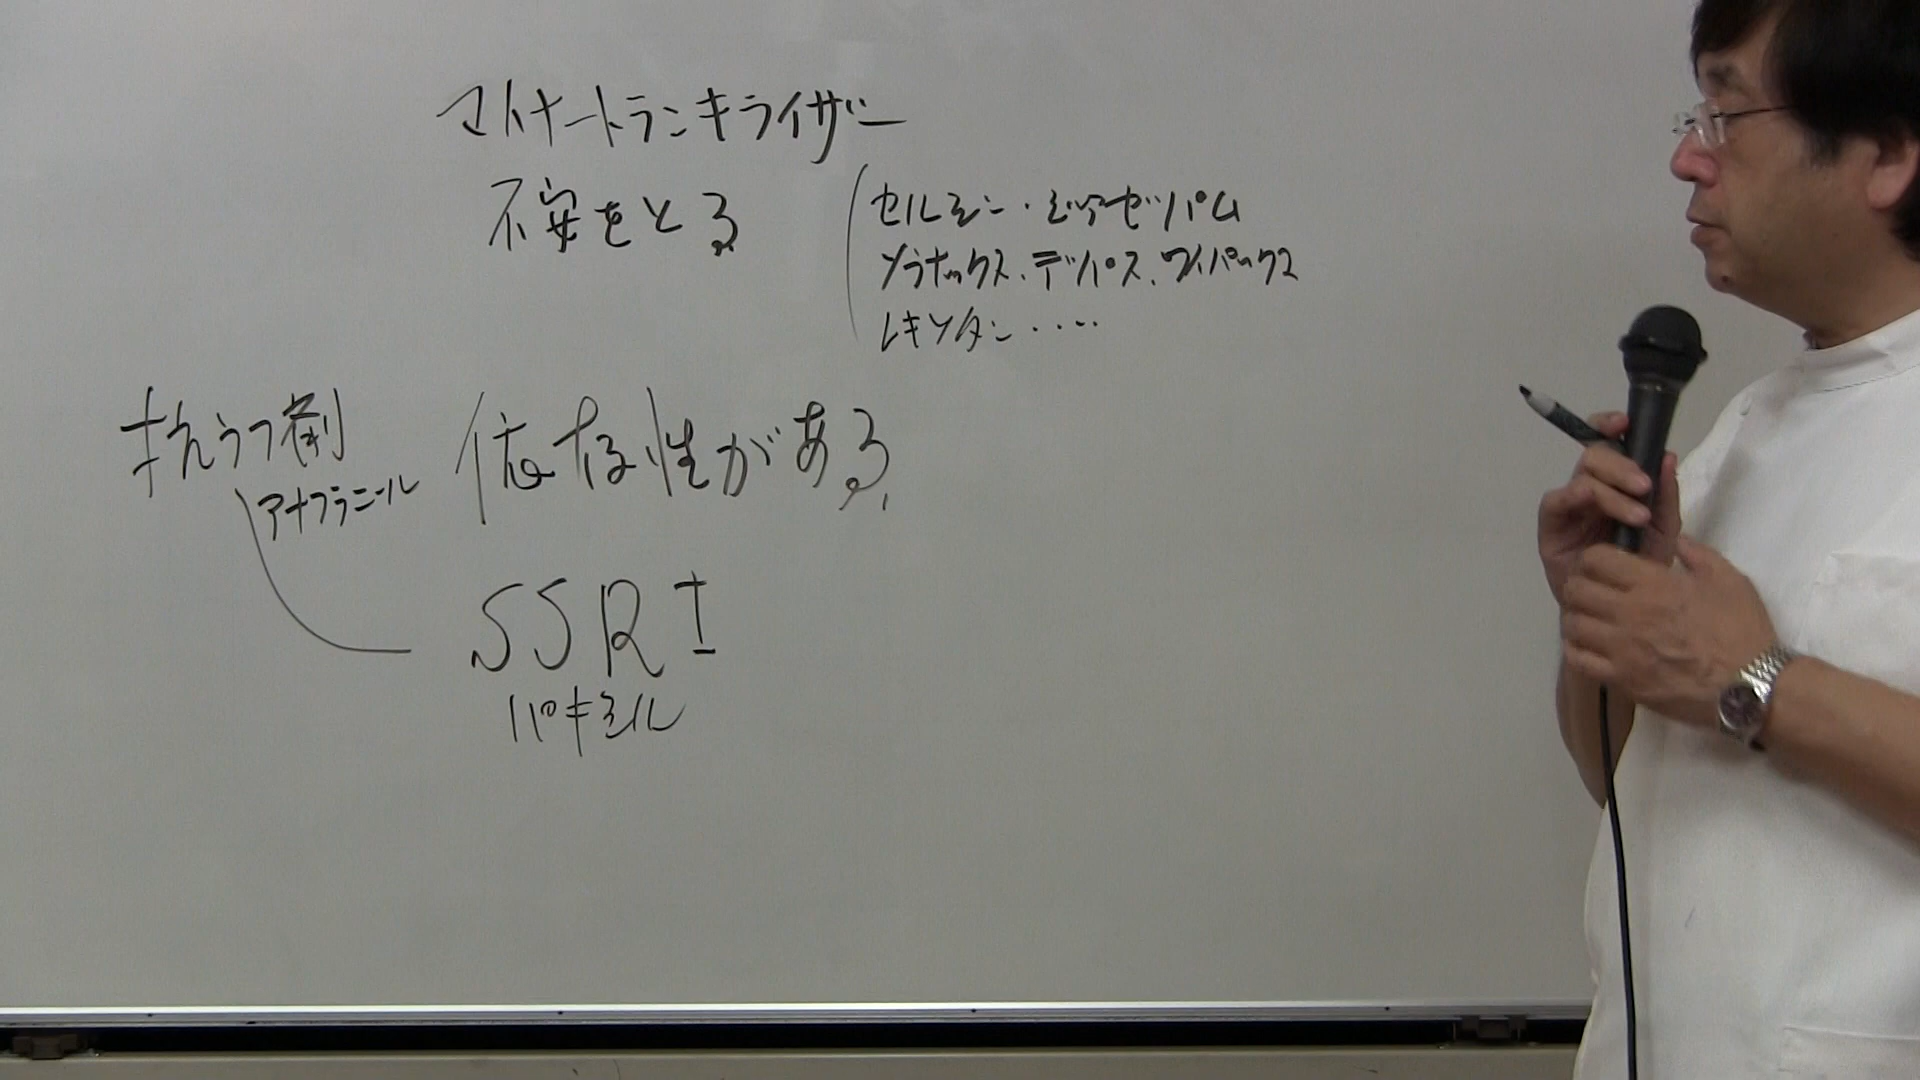 マイナートランキライザー
不安をとる
セルシン・ジアゼパム
ソラナックス、デパス、ワイパックス
レキソタン・・・・
抗うつ剤
アナフラニール
依存性がある
SSRI
パキシル